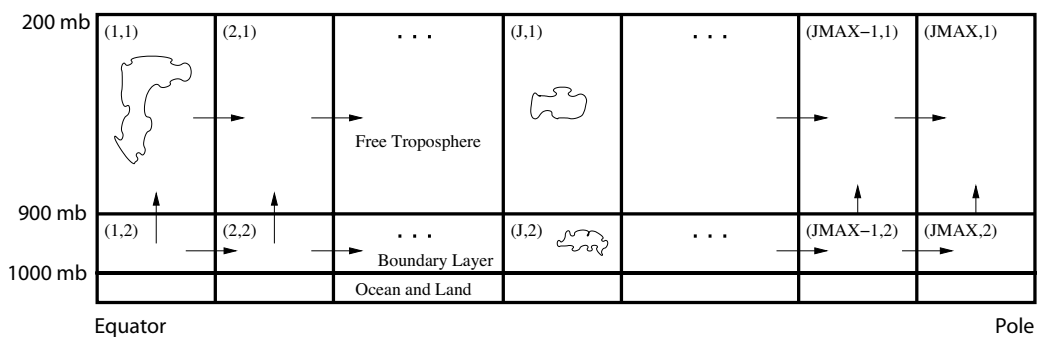 200 mb
(1,1)
(2,1)
. . .
(J,1)
. . .
(JMAX−1,1)
(JMAX,1)
Free Troposphere
900 mb
(1,2)
(2,2)
. . .
(J,2)
. . .
(JMAX−1,2)
(JMAX,2)
Boundary Layer
1000 mb
Ocean and Land
Equator
Pole